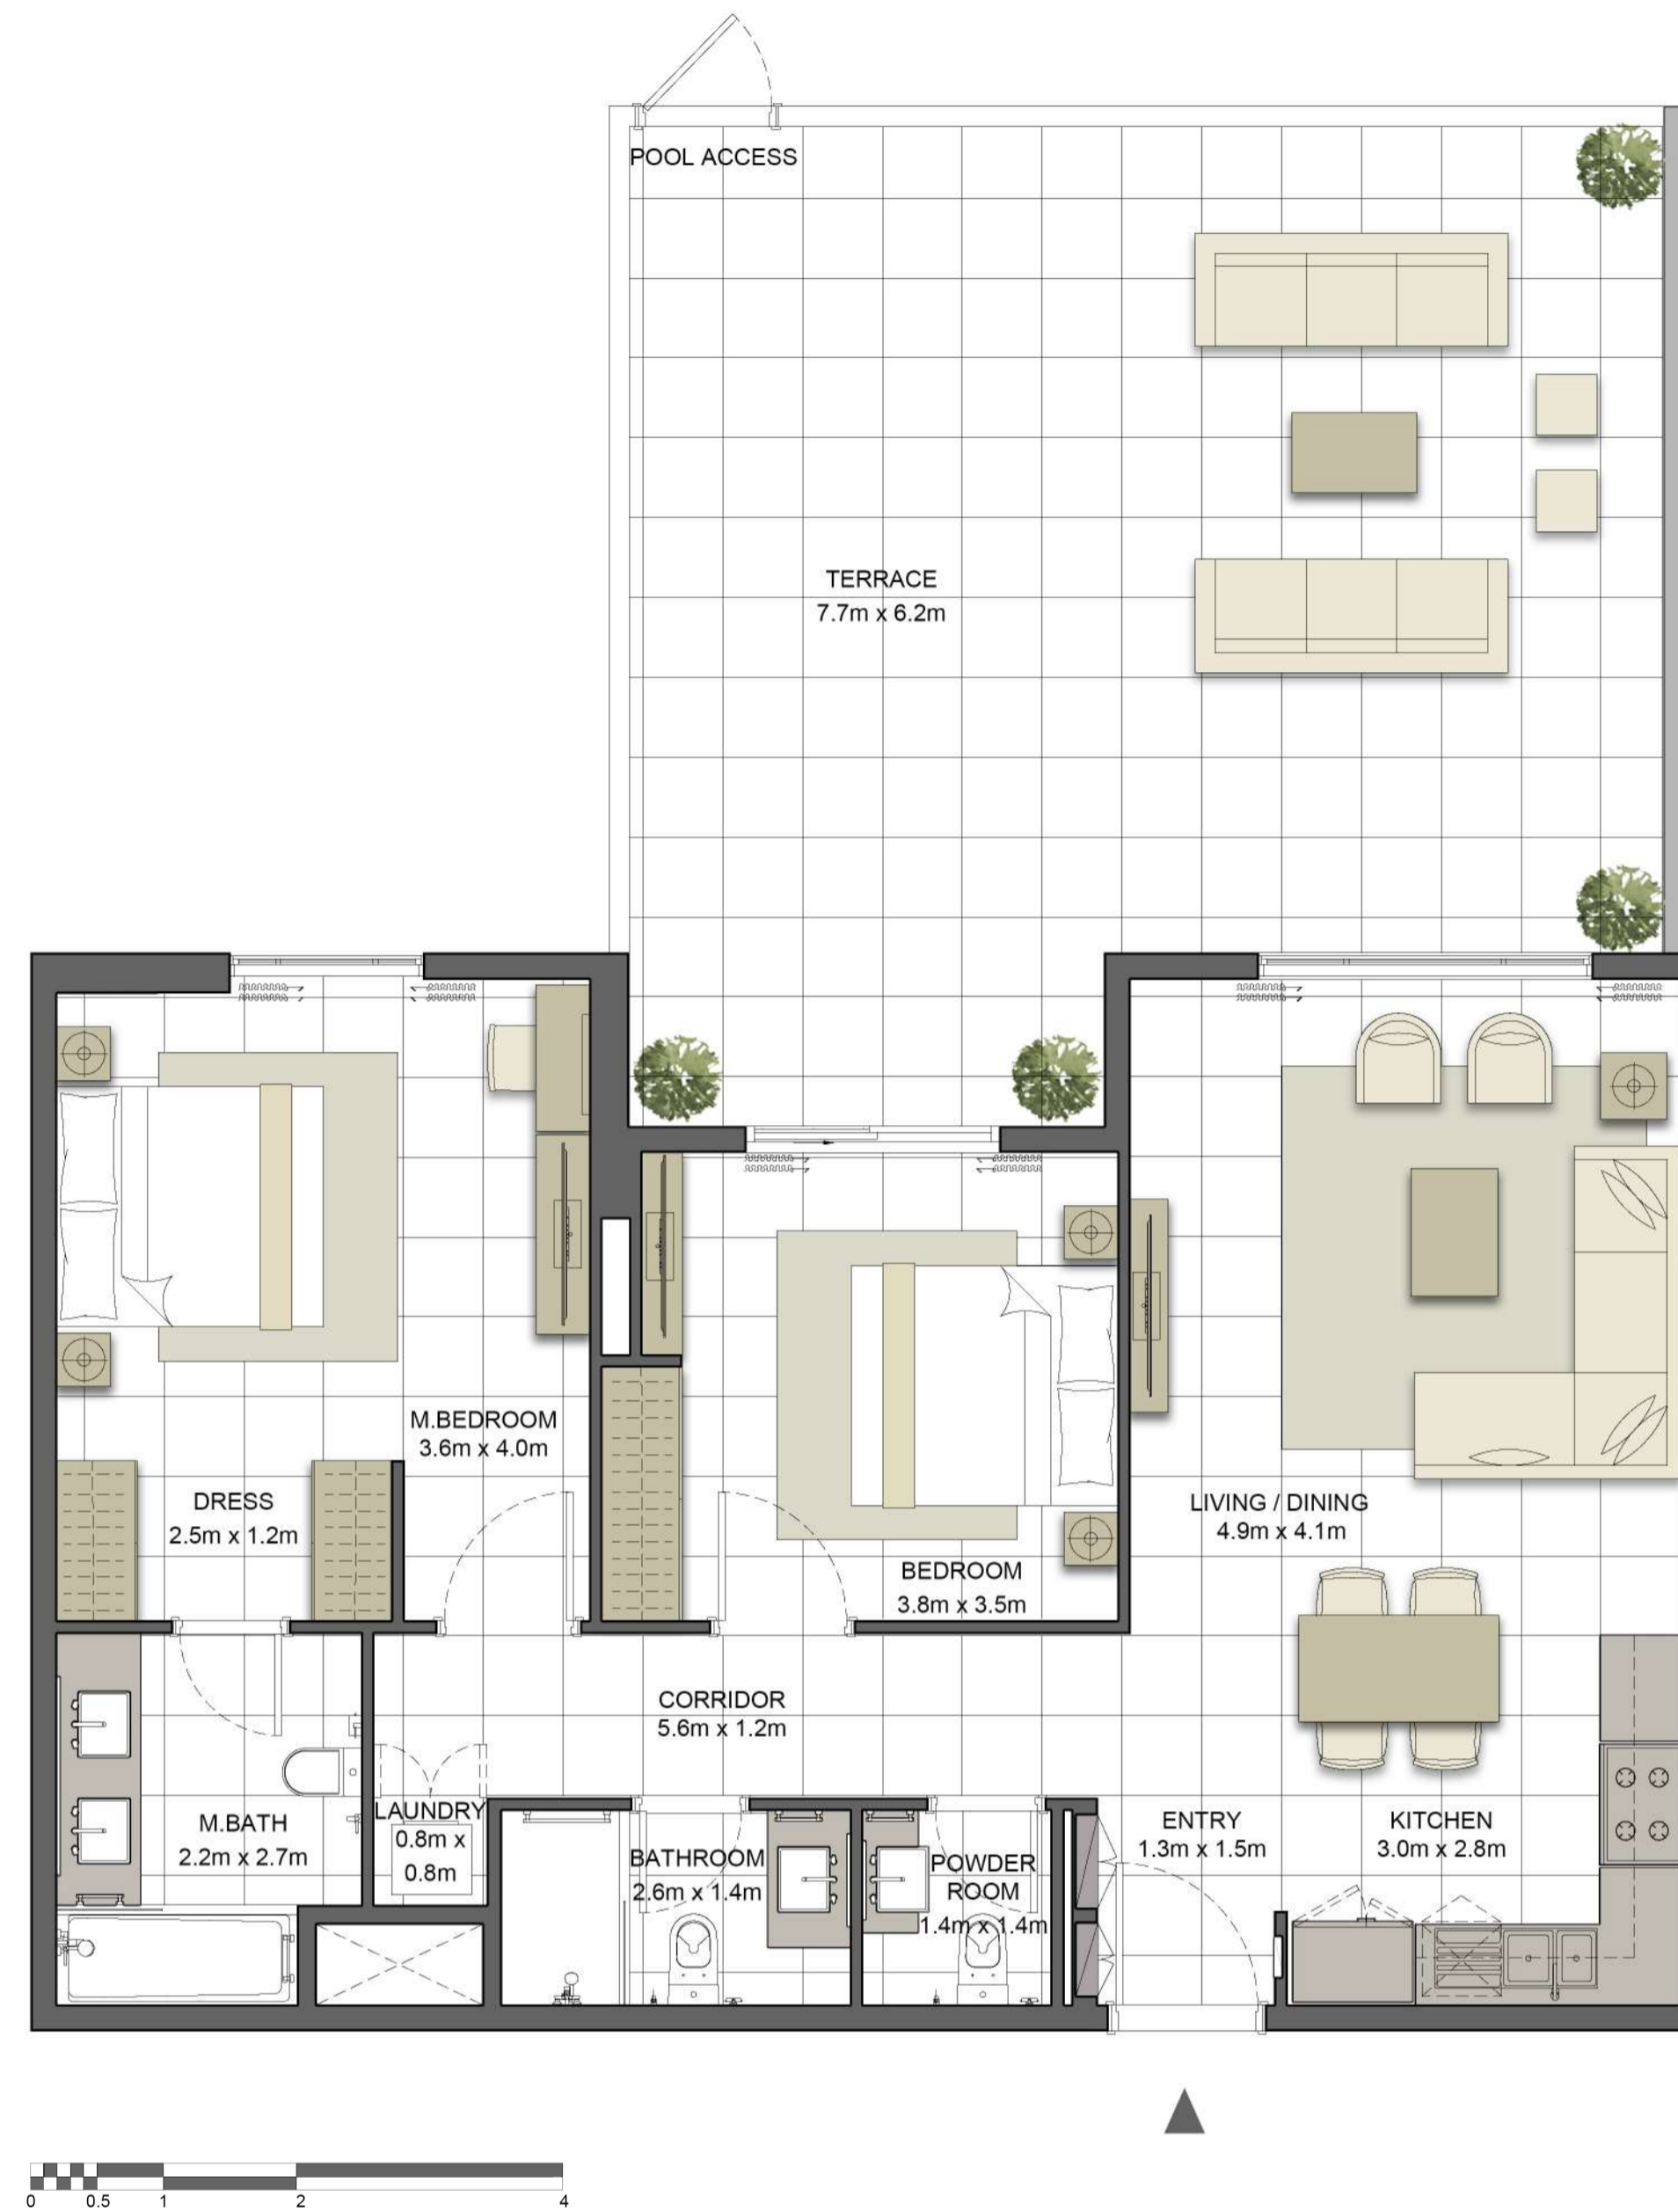 POOL ACCESS
TERRACE
7.7m x 6.2m
M.BEDROOM
3.6m x 4.0m
DRESS
2.5m x 1.2m
LIVING / DINING
4.9m x 4.1m
BEDROOM
3.8m x 3.5m
CORRIDOR
5.6m x 1.2m
M.BATH
2.2m x 2.7m
LAUNDRY
0.8m x
0.8m
BATHROOM
2.6m x 1.4m
POWDER
ROOM
1.4m x 1.4m
ENTRY
1.3m x 1.5m
KITCHEN
3.0m x 2.8m
0 0.5 1 2 4